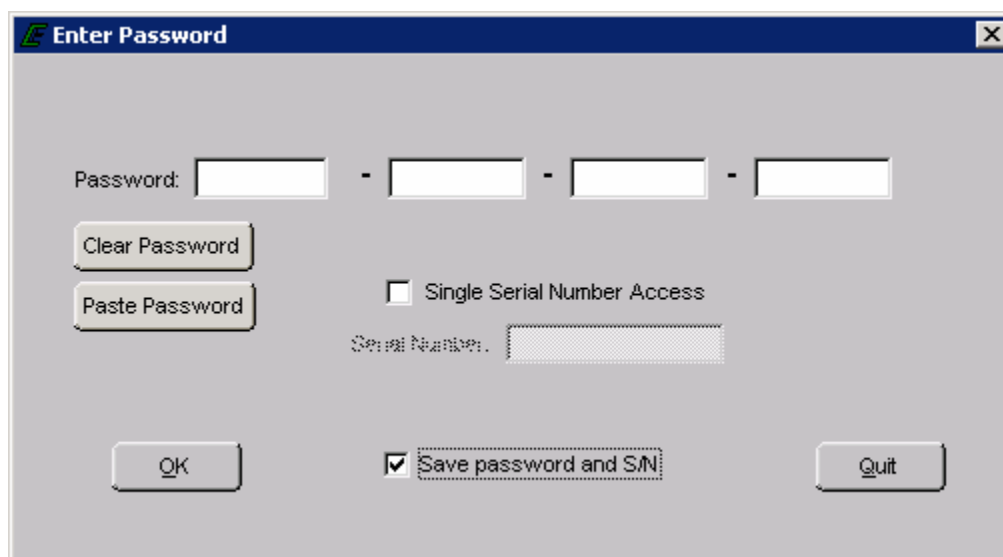 Enter Password
Password: - - -
Clear Password
Paste Password
Single Serial Number Access
Serial Number:
OK
Save password and S/N
Quit